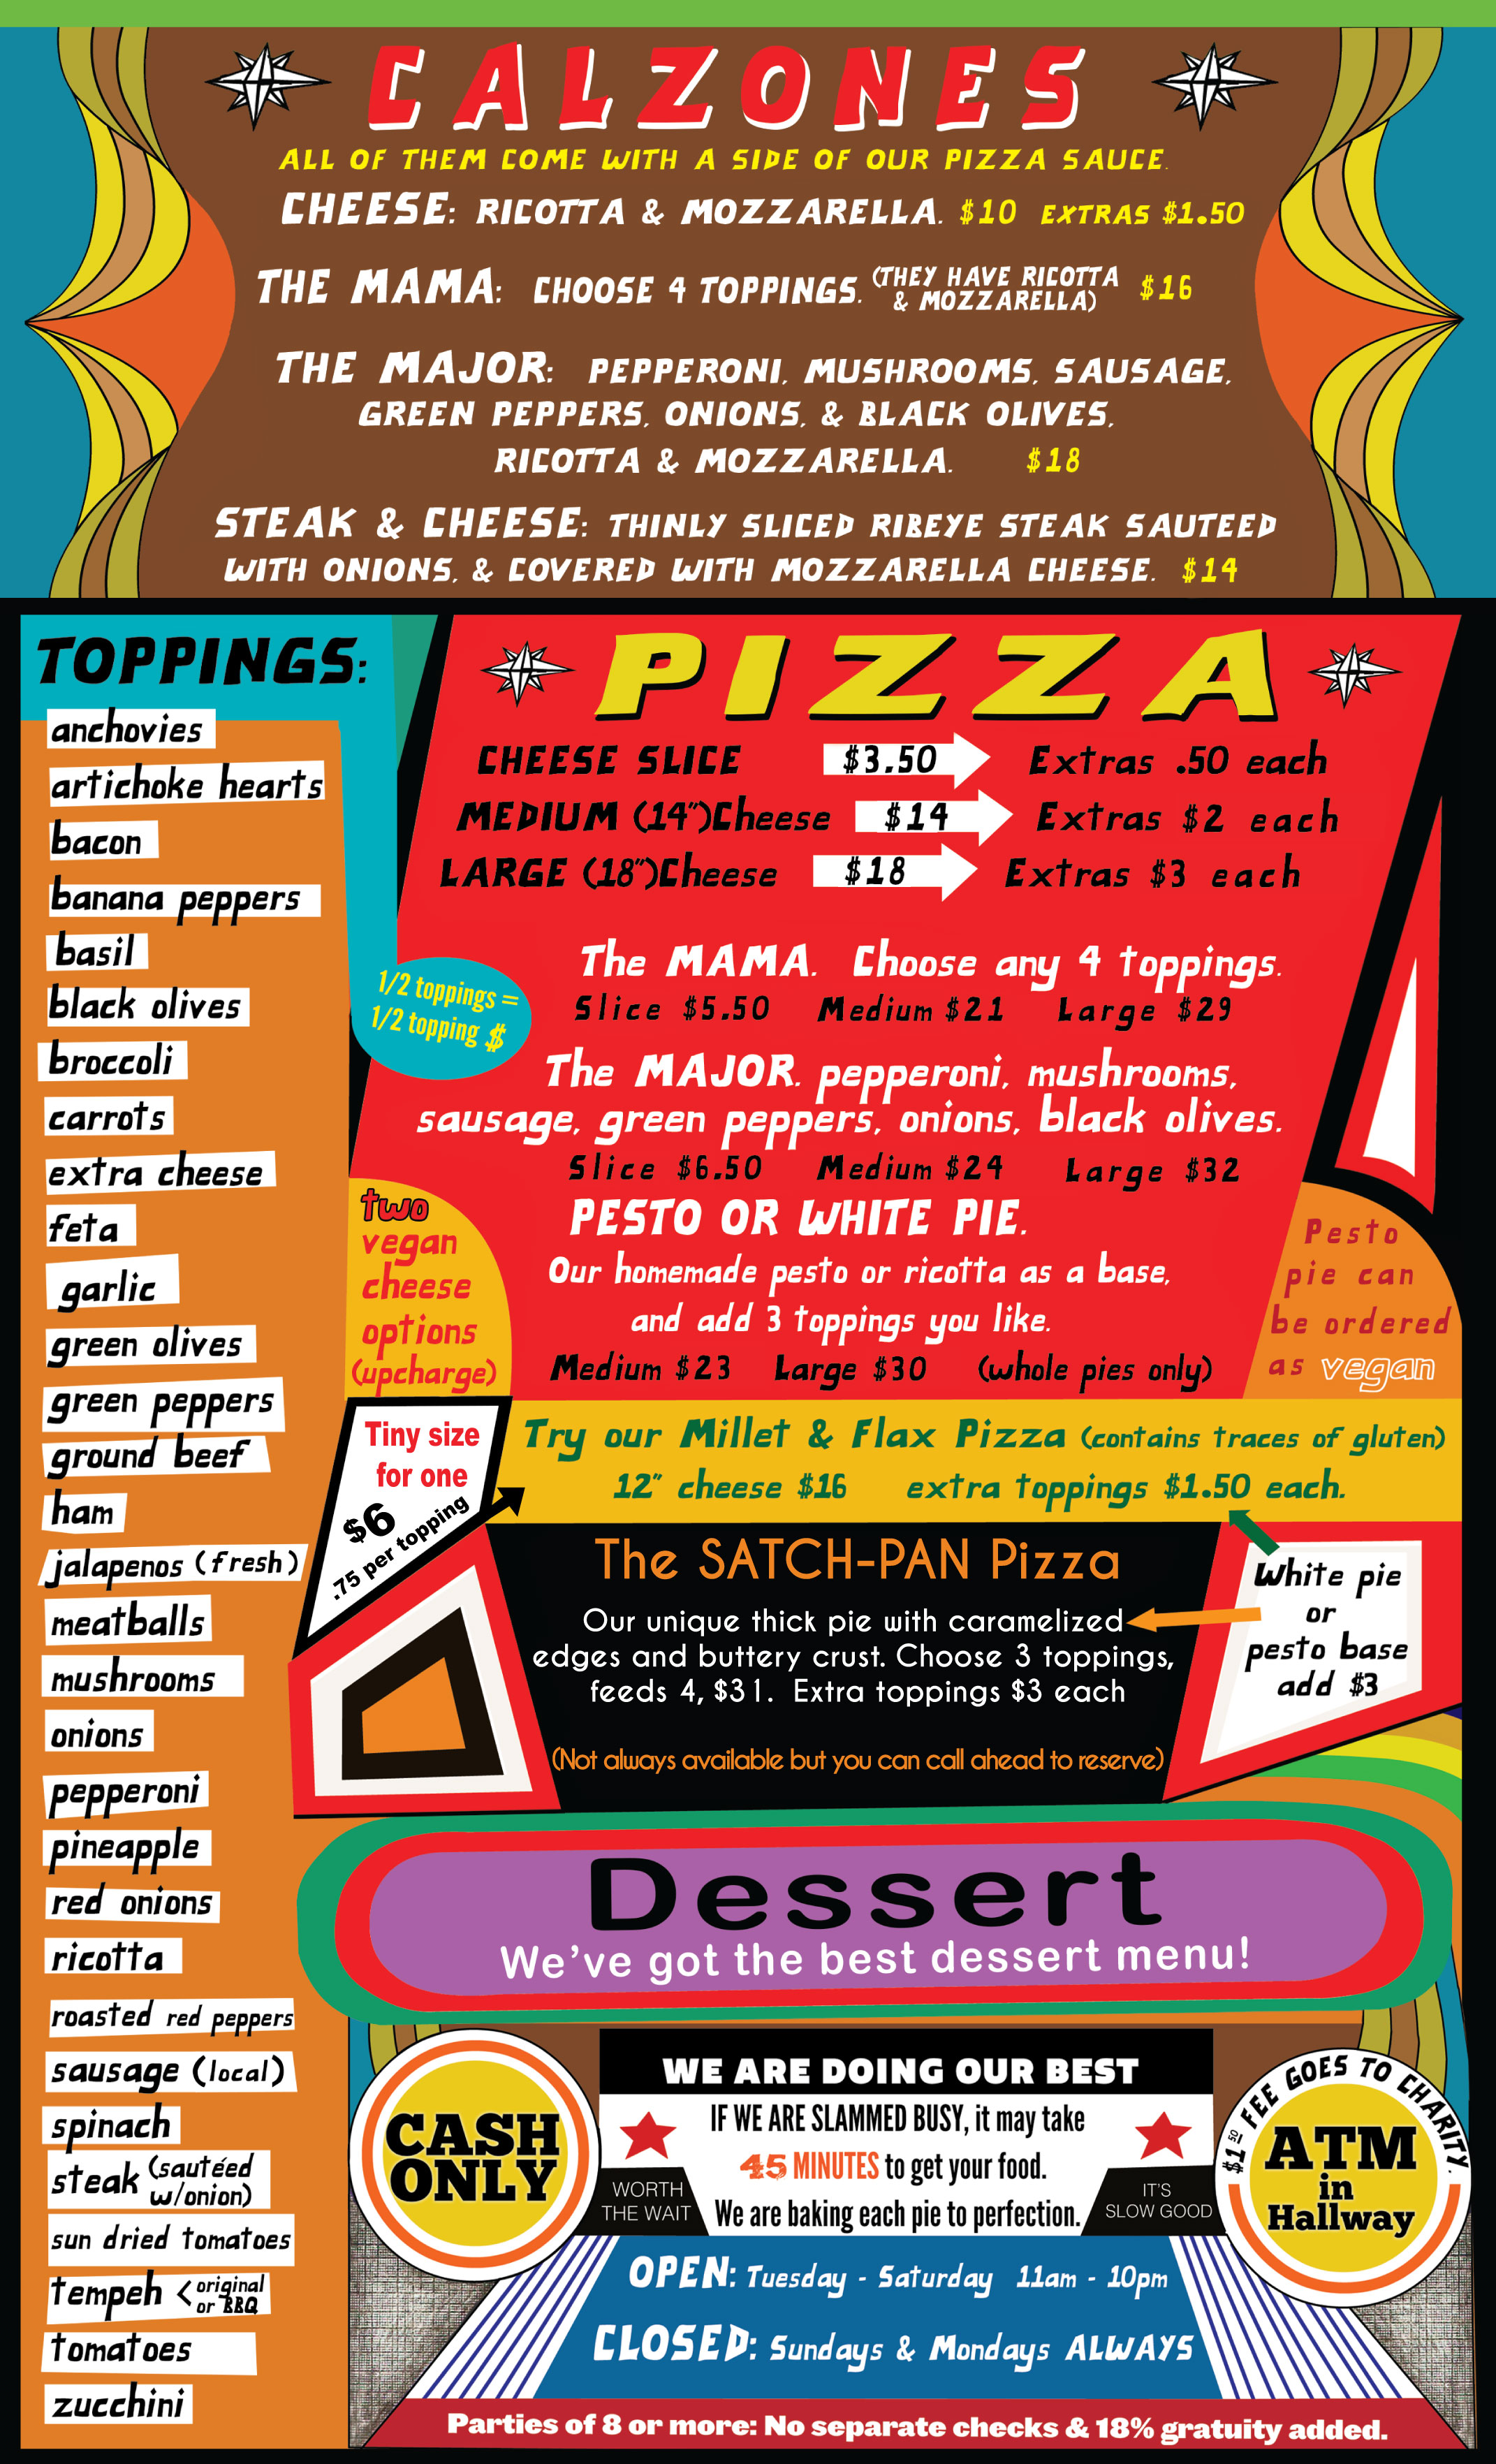 CALZONES
ALL OF THEM COME WITH A SIDE OF OUR PIZZA SAUCE.
CHEESE: RICOTTA & MOZZARELLA. $10 EXTRAS $1.50
THE MAMA: CHOOSE 4 TOPPINGS. (THEY HAVE RICOTTA & MOZZARELLA) $16
THE MAJOR: PEPPERONI, MUSHROOMS, SAUSAGE,
GREEN PEPPERS, ONIONS, & BLACK OLIVES,
RICOTTA & MOZZARELLA. $18
STEAK & CHEESE: THINLY SLICED RIBEYE STEAK SAUTEED
WITH ONIONS, & COVERED WITH MOZZARELLA CHEESE. $14
TOPPINGS:
anchovies
artichoke hearts
bacon
banana peppers
basil
black olives
broccoli
carrots
extra cheese
feta
garlic
green olives
green peppers
ground beef
ham
jalapenos (fresh)
meatballs
mushrooms
onions
pepperoni
pineapple
red onions
ricotta
roasted red peppers
sausage (local)
spinach
steak (sautéed
w/onion)
sun dried tomatoes
tempeh < original
or BBQ
tomatoes
zucchini
PIZZA
CHEESE SLICE $3.50 Extras .50 each
MEDIUM (14")Cheese $14 Extras $2 each
LARGE (18")Cheese $18 Extras $3 each
1/2 toppings =
1/2 topping $
The MAMA. Choose any 4 toppings.
Slice $5.50 Medium $21 Large $29
The MAJOR. pepperoni, mushrooms,
sausage, green peppers, onions, black olives.
Slice $6.50 Medium $24 Large $32
two
vegan
cheese
options
(upcharge)
PESTO OR WHITE PIE.
Our homemade pesto or ricotta as a base,
and add 3 toppings you like.
Medium $23 Large $30 (whole pies only)
Pesto
pie can
be ordered
as vegan
Tiny size
for one
$6
.75 per topping
Try our Millet & Flax Pizza (contains traces of gluten)
12" cheese $16 extra toppings $1.50 each.
The SATCH-PAN Pizza
Our unique thick pie with caramelized
edges and buttery crust. Choose 3 toppings,
feeds 4, $31. Extra toppings $3 each
(Not always available but you can call ahead to reserve)
White pie
or
pesto base
add $3
Dessert
We've got the best dessert menu!
CASH
ONLY
WE ARE DOING OUR BEST
IF WE ARE SLAMMED BUSY, it may take
45 MINUTES to get your food.
We are baking each pie to perfection.
WORTH
THE WAIT
IT'S
SLOW GOOD
$1.50 FEE GOES TO CHARITY.
ATM
in
Hallway
OPEN: Tuesday - Saturday 11am - 10pm
CLOSED: Sundays & Mondays ALWAYS
Parties of 8 or more: No separate checks & 18% gratuity added.